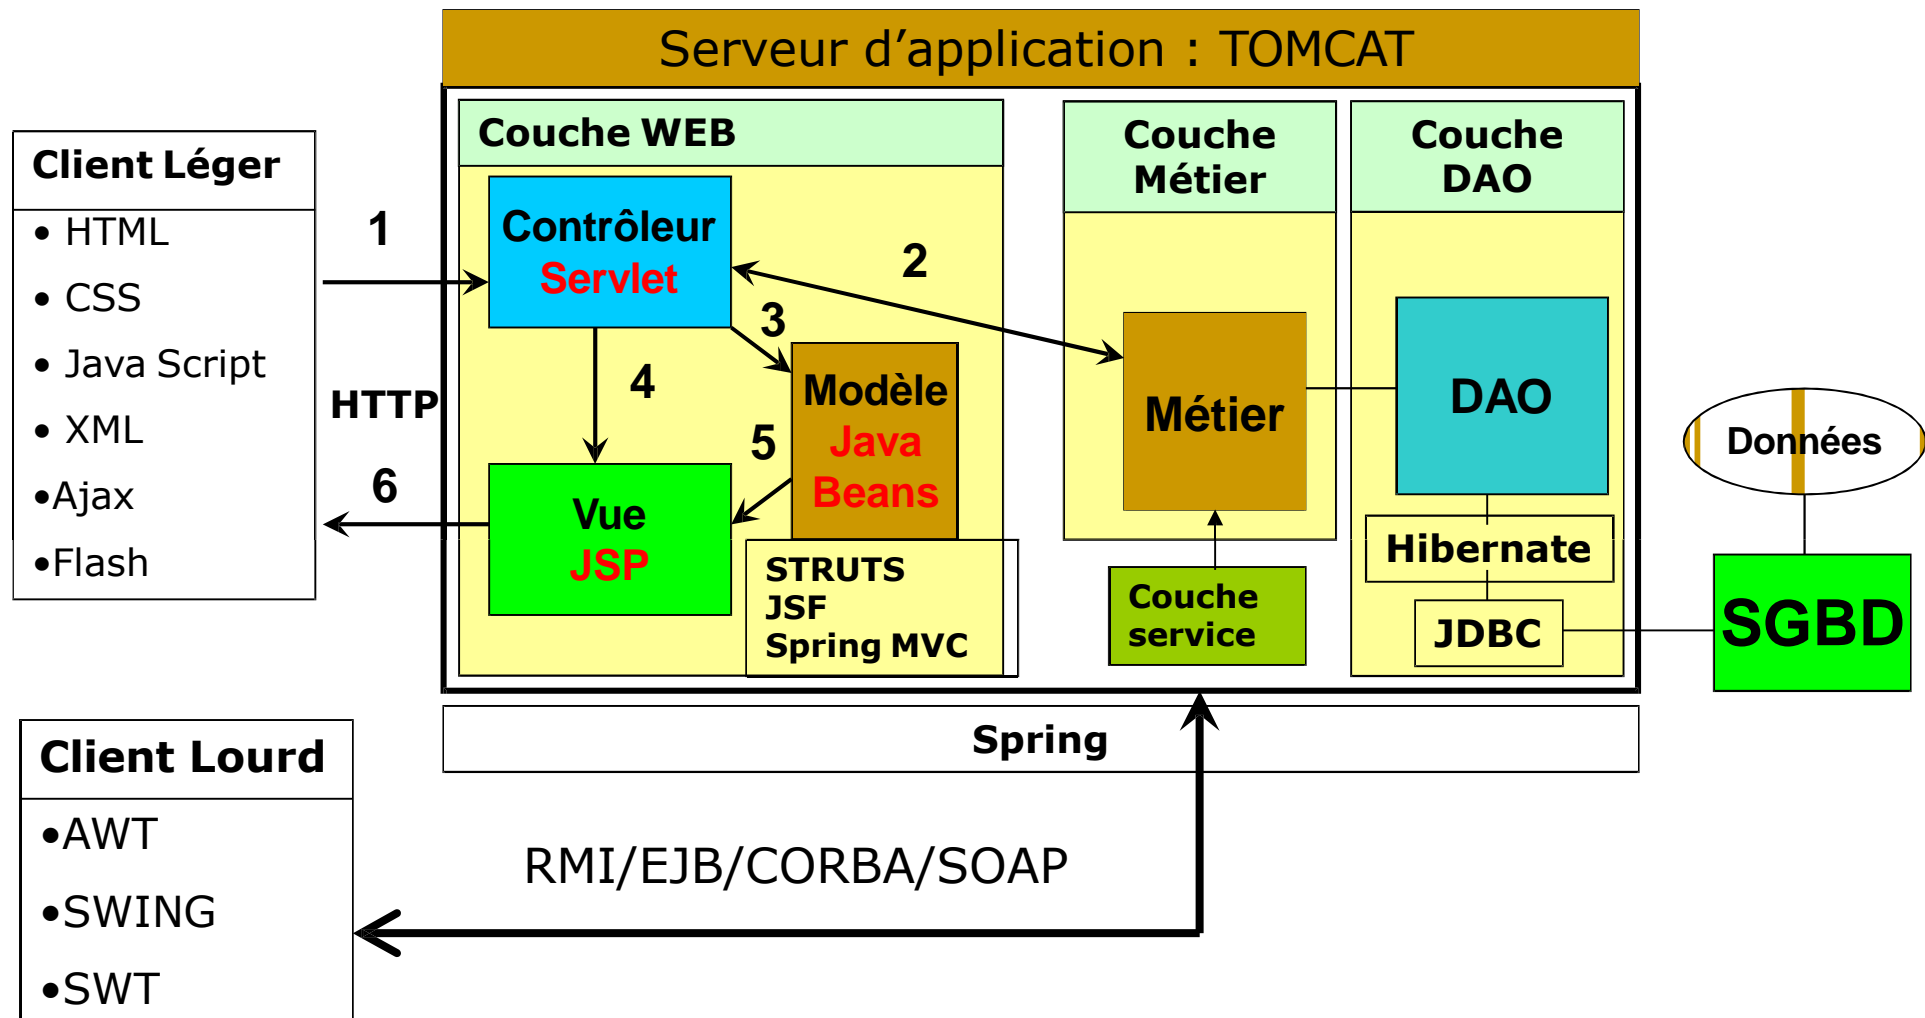 Serveur d’application : TOMCAT
Client Léger
• HTML
• CSS
• Java Script
• XML
•Ajax
•Flash
1
HTTP
6
Couche WEB
Contrôleur
Servlet
2
3
4
Modèle
Java
Beans
5
Vue
JSP
STRUTS
JSF
Spring MVC
Couche
Métier
Métier
Couche
service
Couche
DAO
DAO
Hibernate
JDBC
Données
SGBD
Spring
Client Lourd
•AWT
•SWING
•SWT
RMI/EJB/CORBA/SOAP